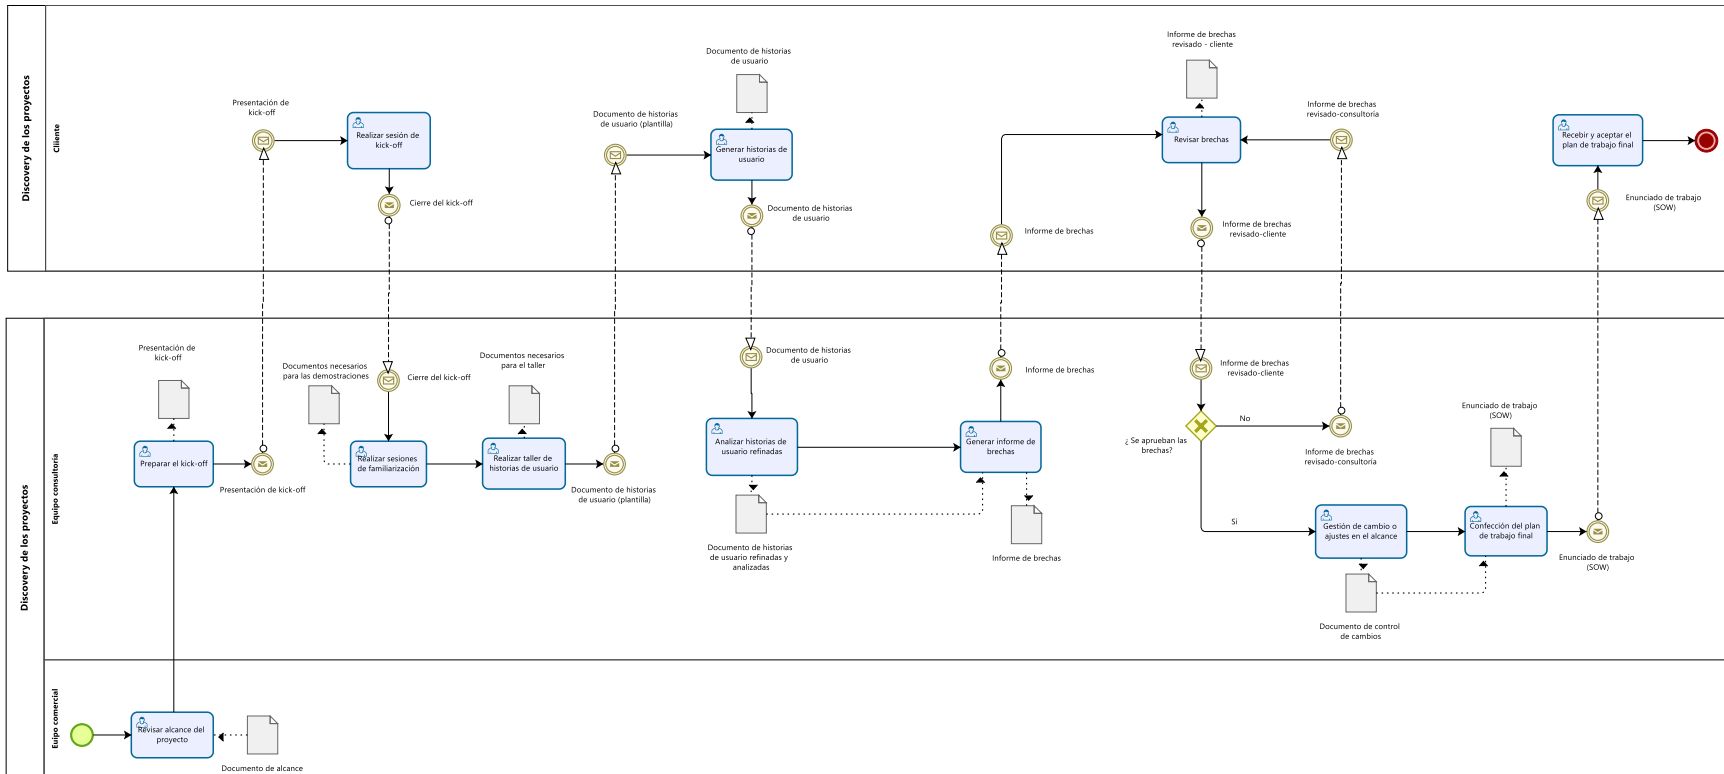 Discovery de los proyectos
Cliiente
Presentación de
kick-off
Realizar sesión de
kick-off
Cierre del kick-off
Documento de historias
de usuario (plantilla)
Documento de historias
de usuario
Generar historias de
usuario
Documento de historias
de usuario
Informe de brechas
Informe de brechas
revisado - cliente
Revisar brechas
Informe de brechas
revisado-consultoría
Informe de brechas
revisado-cliente
Recebir y aceptar el
plan de trabajo final
Enunciado de trabajo
(SOW)
Discovery de los proyectos
Equipo consultoría
Presentación de
kick-off
Preparar el kick-off
Presentación de kick-off
Documentos necesarios
para las demostraciones
Cierre del kick-off
Realizar sesiones
de familiarización
Documentos necesarios
para el taller
Realizar taller de
historias de usuario
Documento de historias
de usuario (plantilla)
Documento de historias
de usuario
Analizar historias de
usuario refinadas
Documento de historias
de usuario refinadas y
analizadas
Informe de brechas
Generar informe de
brechas
Informe de brechas
Informe de brechas
revisado-cliente
¿ Se aprueban las
brechas?
No
Informe de brechas
revisado-consultoría
Si
Gestión de cambio o
ajustes en el alcance
Documento de control
de cambios
Enunciado de trabajo
(SOW)
Confección del plan
de trabajo final
Enunciado de trabajo
(SOW)
Euipo comercial
Revisar alcance del
proyecto
Documento de alcance